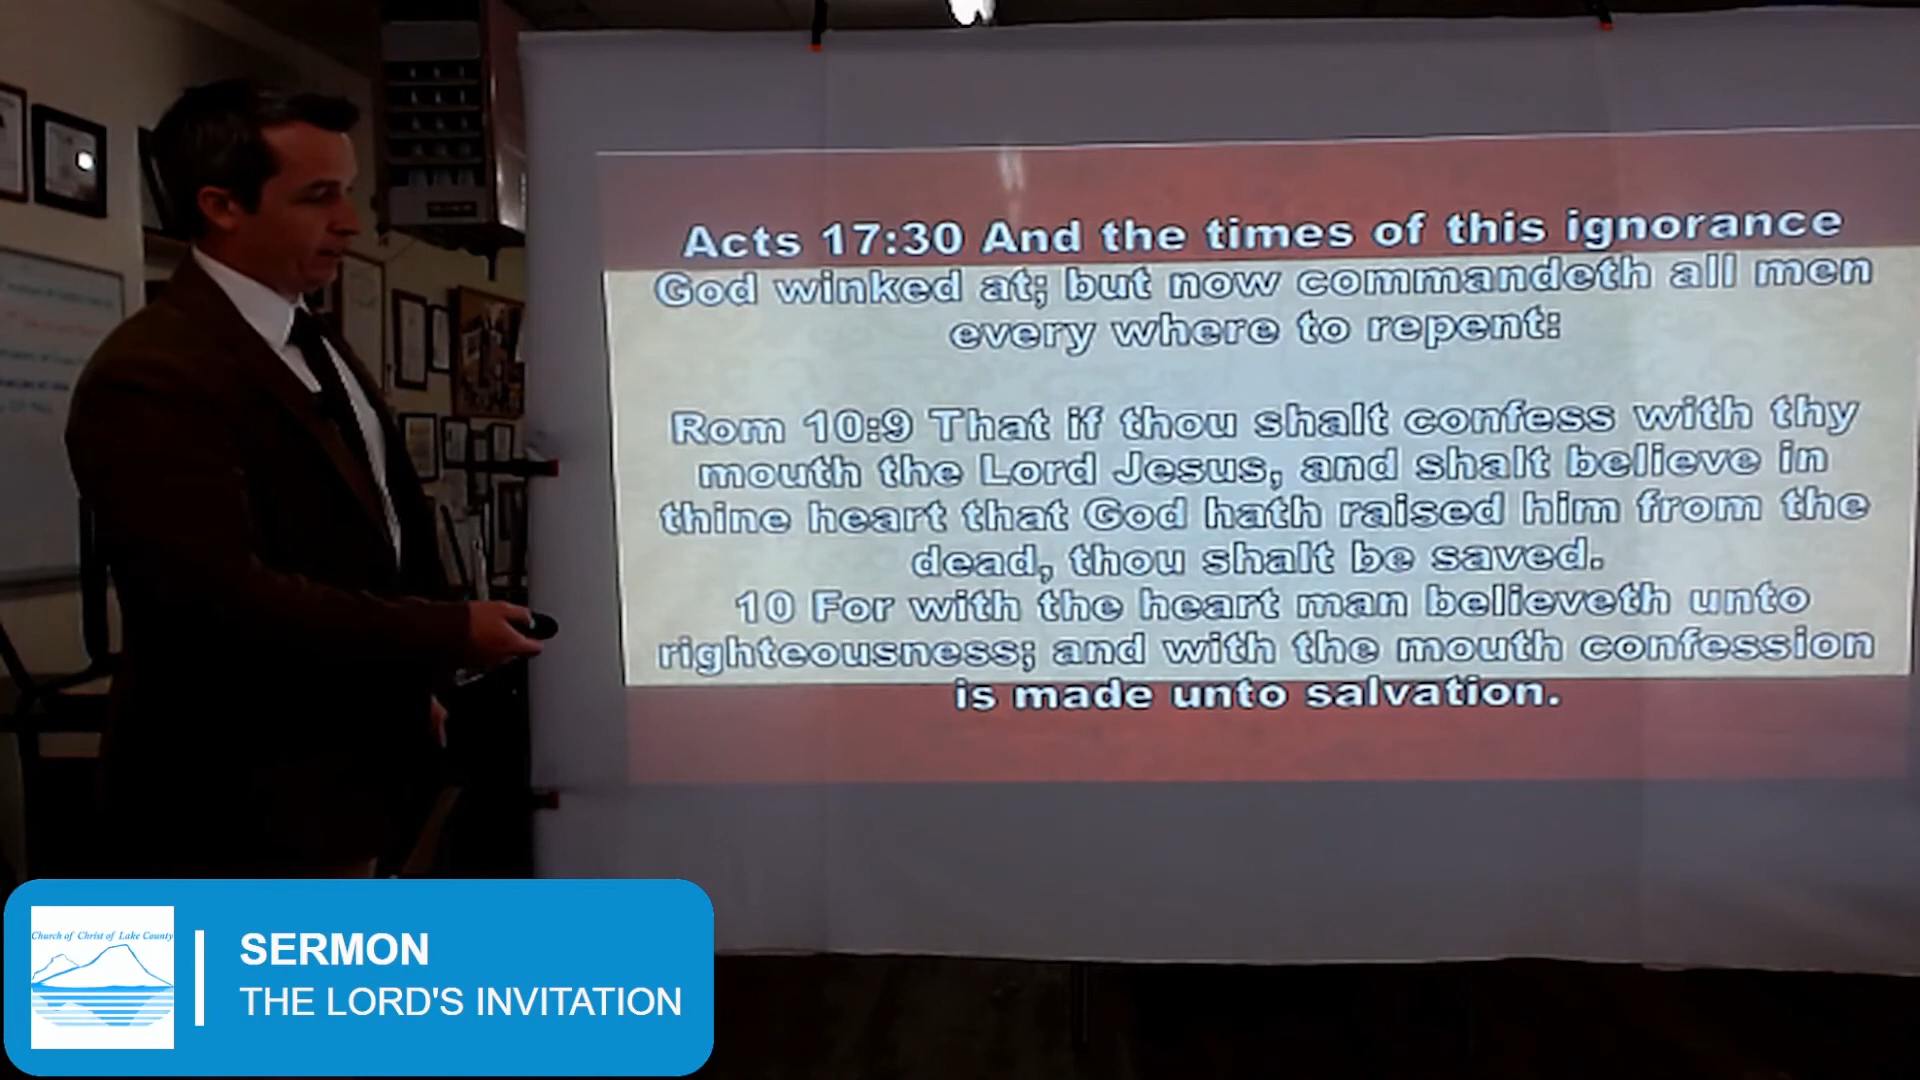 Acts 17:30 And the times of this ignorance
God winked at; but now commandeth all men
every where to repent:
Rom 10:9 That if thou shalt confess with thy
mouth the Lord Jesus, and shalt believe in
thine heart that God hath raised him from the
dead, thou shalt be saved.
10 For with the heart man believeth unto
righteousness; and with the mouth confession
is made unto salvation.
Church of Christ of Lake County
SERMON
THE LORD'S INVITATION